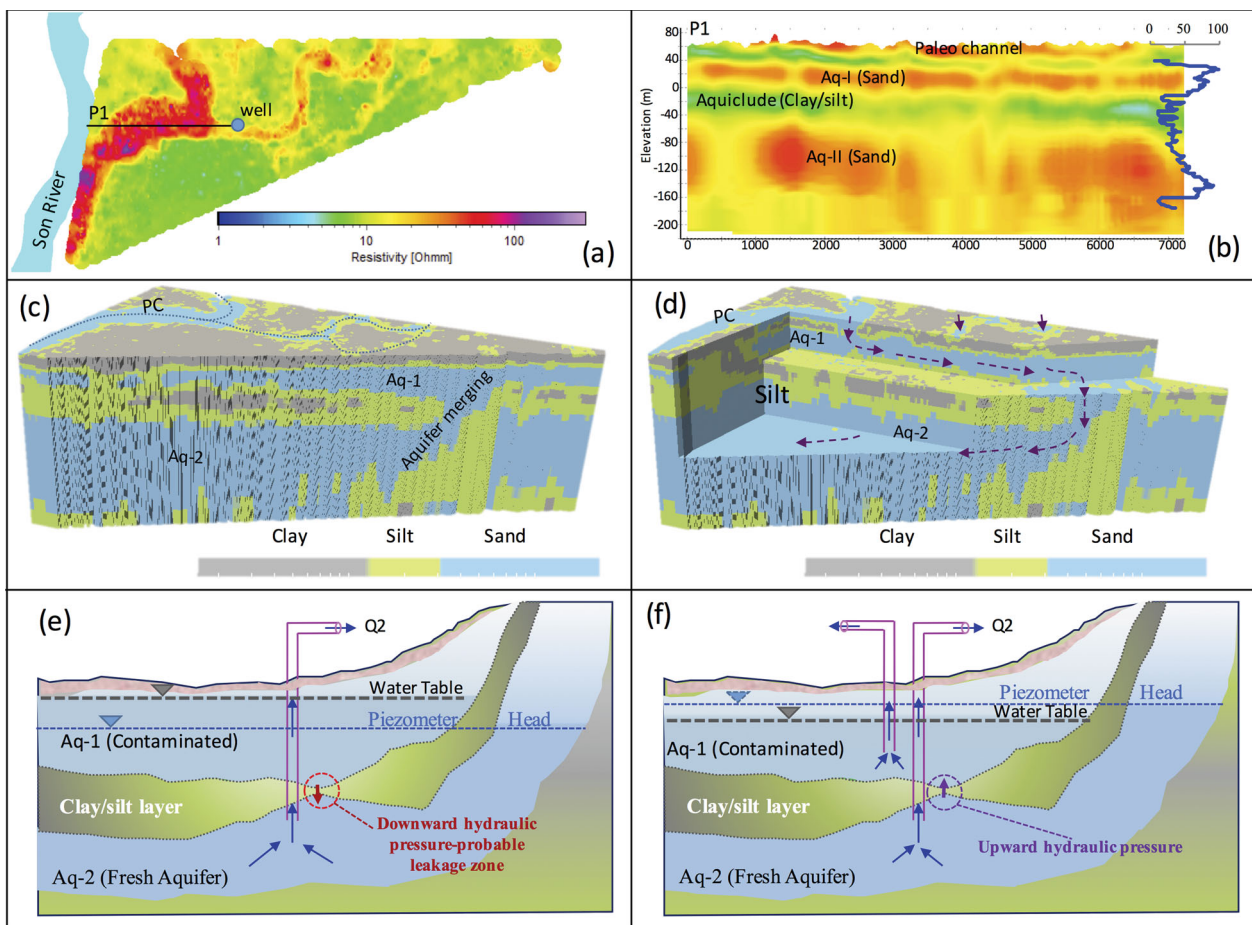 P1
well
Son River
1
10
100
Resistivity [Ohmm]
(a)
P1
0 50 100
80
40
0
-40
-80
-120
-160
-200
Elevation (m)
Paleo channel
Aq-I (Sand)
Aquiclude (Clay/silt)
Aq-II (Sand)
0 1000 2000 3000 4000 5000 6000 7000
(b)
(c)
PC
Aq-1
Aq-2
Aquifer merging
Clay Silt Sand
(d)
PC
Aq-1
Silt
Aq-2
Clay Silt Sand
(e)
Q2
Water Table
Piezometer Head
Aq-1 (Contaminated)
Clay/silt layer
Downward hydraulic
pressure-probable
leakage zone
Aq-2 (Fresh Aquifer)
(f)
Q2
Piezometer Head
Water Table
Aq-1 (Contaminated)
Clay/silt layer
Upward hydraulic pressure
Aq-2 (Fresh Aquifer)